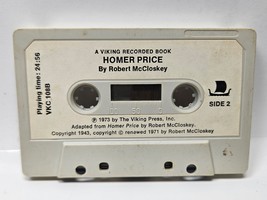 A VIKING RECORDED BOOK
HOMER PRICE
By Robert McCloskey
Playing time: 24:56
VKC 108B
SIDE 2
℗ 1973 by The Viking Press, Inc.
Adapted from Homer Price by Robert McCloskey.
Copyright 1943, copyright © renewed 1971 by Robert McCloskey